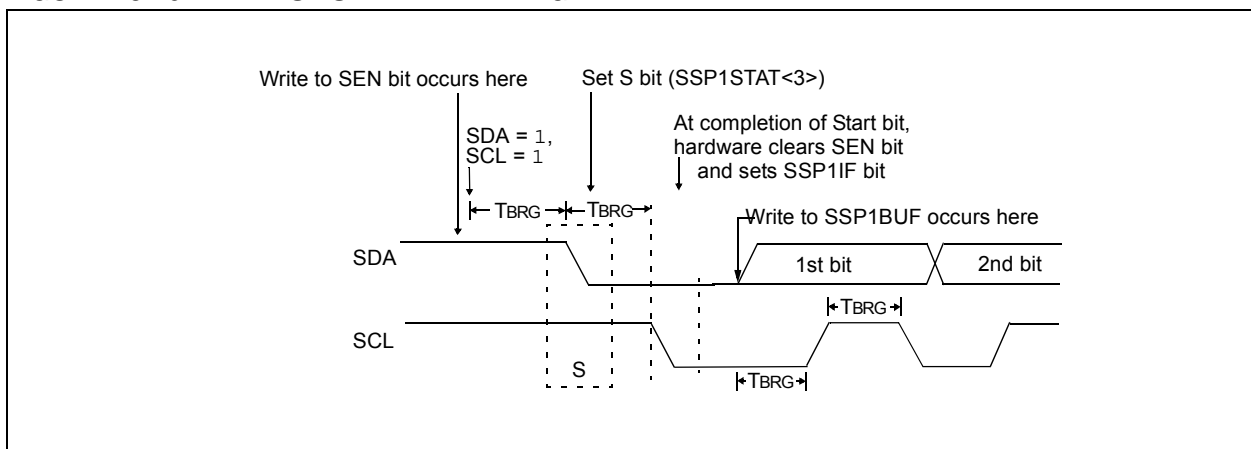 Write to SEN bit occurs here
Set S bit (SSP1STAT<3>)
SDA = 1,
SCL = 1
At completion of Start bit,
hardware clears SEN bit
and sets SSP1IF bit
TBRG
TBRG
Write to SSP1BUF occurs here
SDA
1st bit
2nd bit
TBRG
SCL
S
TBRG